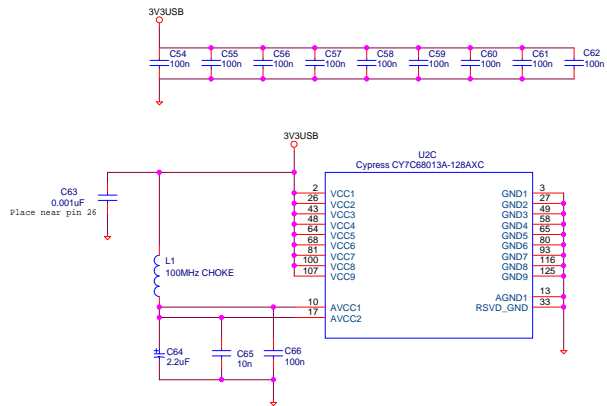 3V3USB
C54 C55 C56 C57 C58 C59 C60 C61 C62
100n 100n 100n 100n 100n 100n 100n 100n 100n
3V3USB
U2C
Cypress CY7C68013A-128AXC
C63
0.001uF
Place near pin 26
2 VCC1 GND1 3
26 VCC2 GND2 27
43 VCC3 GND3 49
48 VCC4 GND4 58
64 VCC5 GND5 65
68 VCC6 GND6 80
81 VCC7 GND7 93
100 VCC8 GND8 116
107 VCC9 GND9 125
L1
100MHz CHOKE
10 AVCC1 AGND1 13
17 AVCC2 RSVD_GND 33
C64
2.2uF
C65
10n
C66
100n